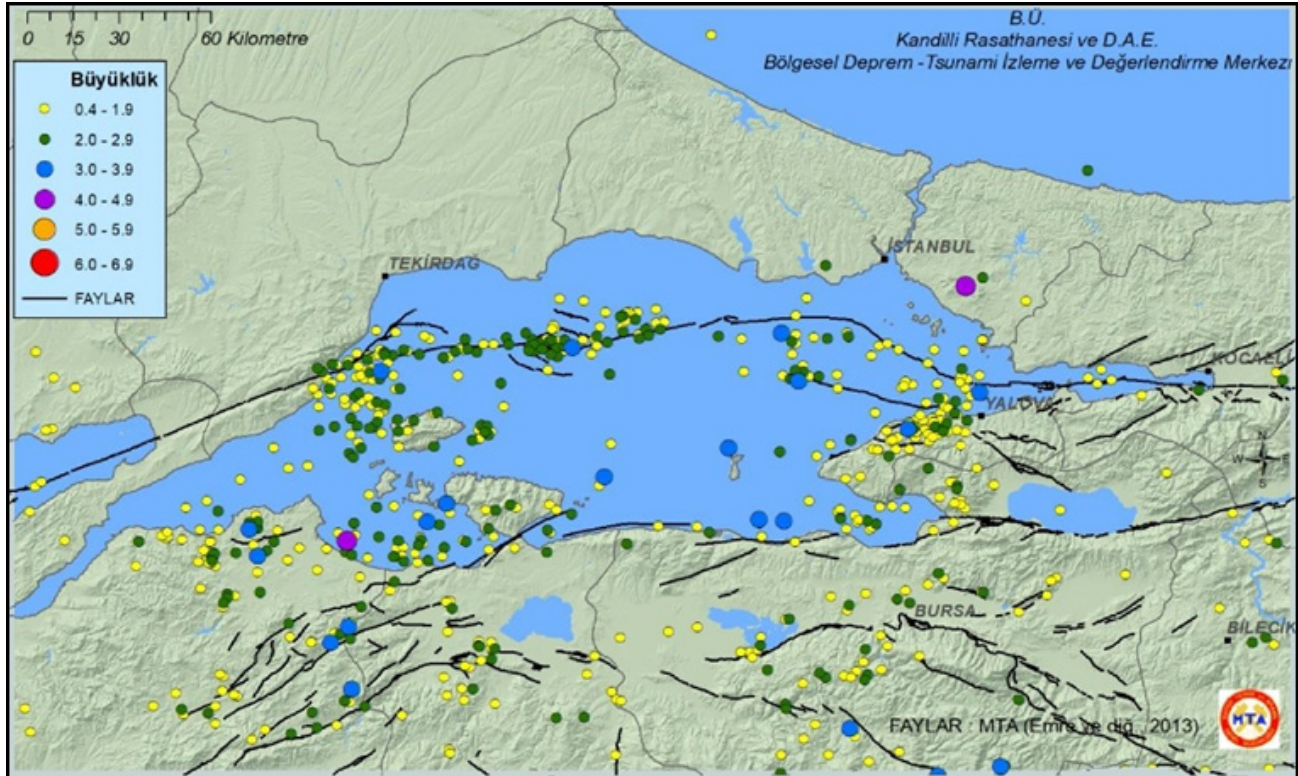 0 15 30 60 Kilometre
B.Ü.
Kandilli Rasathanesi ve D.A.E.
Bölgesel Deprem -Tsunami İzleme ve Değerlendirme Merkezi
Büyüklük
0.4 - 1.9
2.0 - 2.9
3.0 - 3.9
4.0 - 4.9
5.0 - 5.9
6.0 - 6.9
FAYLAR
TEKİRDAĞ
İSTANBUL
KOCAELİ
YALOVA
N
W E
S
BURSA
BİLECİK
FAYLAR : MTA (Emre ve diğ., 2013)
MTA